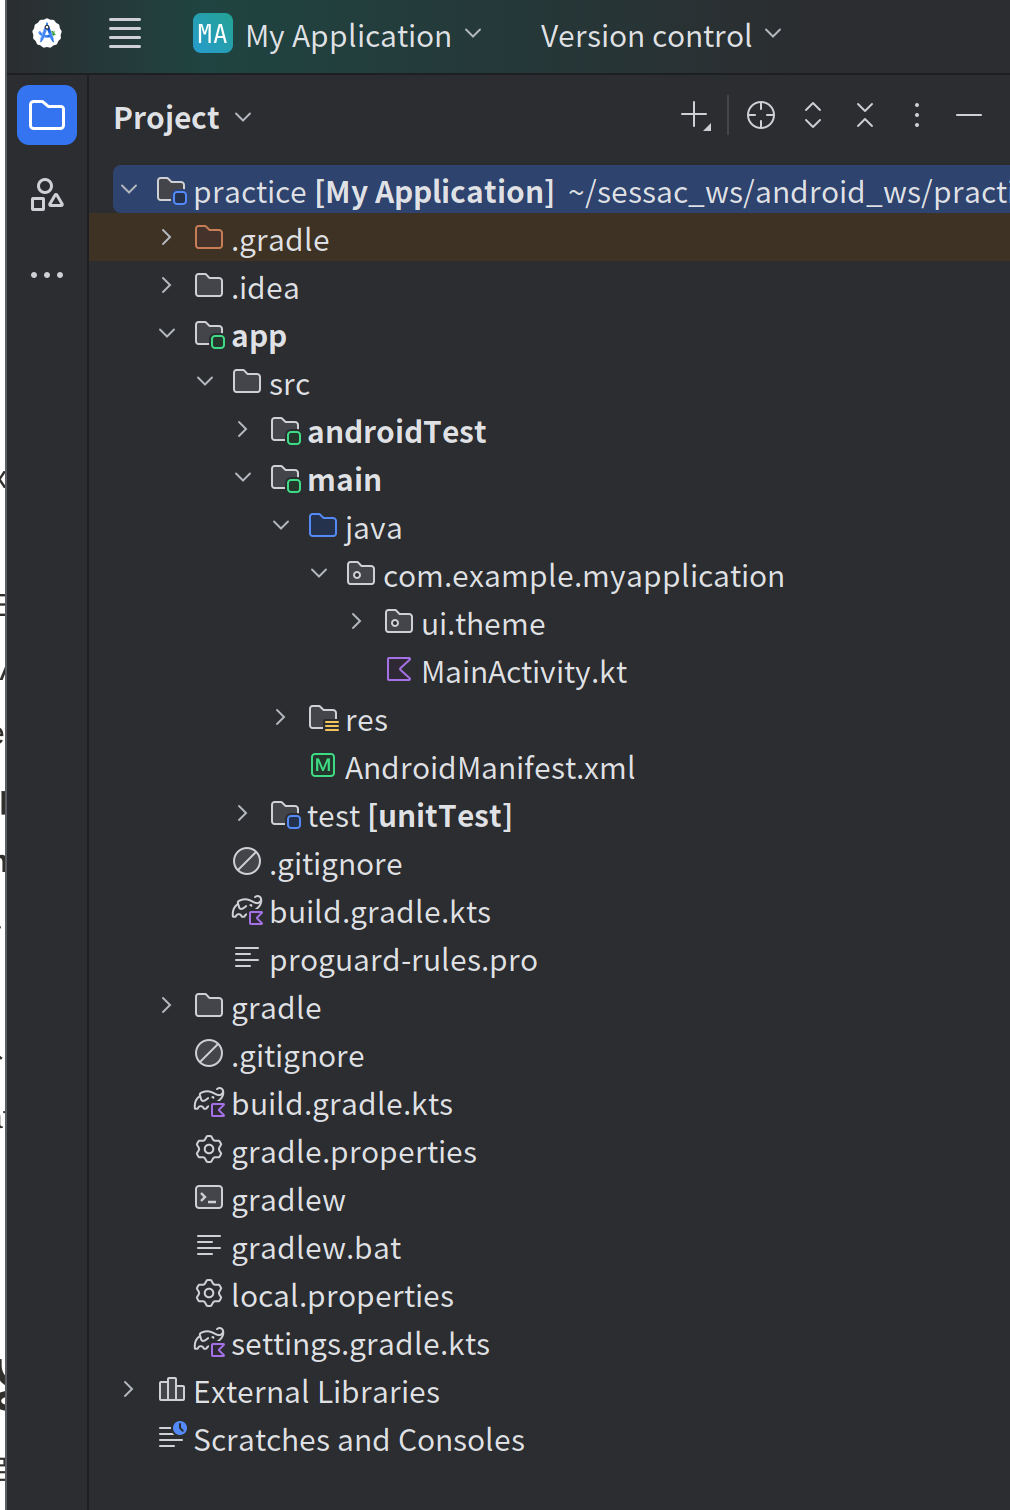 MA My Application Version control
Project
practice [My Application] ~/sessac_ws/android_ws/practi
.gradle
.idea
app
src
androidTest
main
java
com.example.myapplication
ui.theme
MainActivity.kt
res
AndroidManifest.xml
test [unitTest]
.gitignore
build.gradle.kts
proguard-rules.pro
gradle
.gitignore
build.gradle.kts
gradle.properties
gradlew
gradlew.bat
local.properties
settings.gradle.kts
External Libraries
Scratches and Consoles